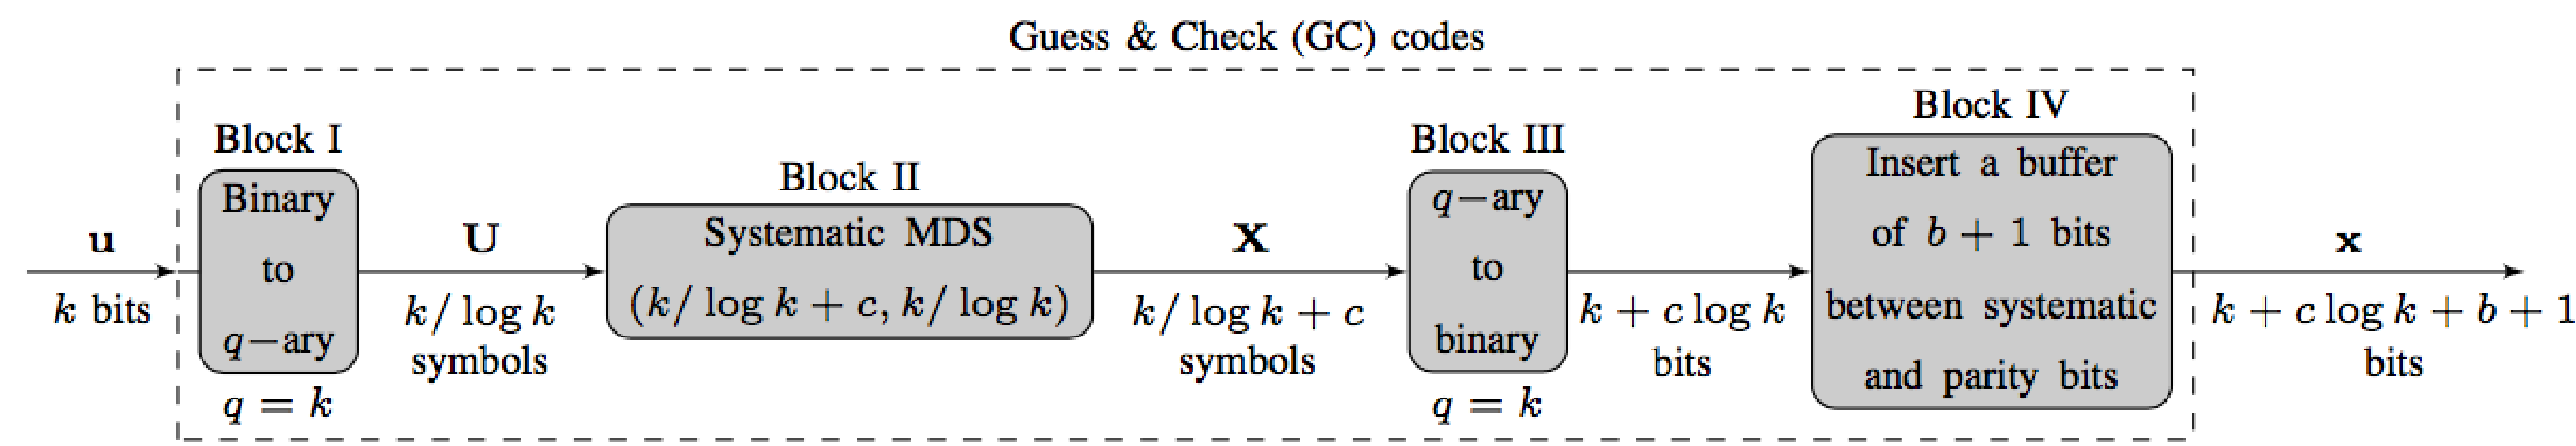 Guess & Check (GC) codes
u
k bits
Block I
Binary
to
q−ary
q = k
U
k/ log k
symbols
Block II
Systematic MDS
(k/ log k + c, k/ log k)
X
k/ log k + c
symbols
Block III
q−ary
to
binary
q = k
k + c log k
bits
Block IV
Insert a buffer
of b + 1 bits
between systematic
and parity bits
x
k + c log k + b + 1
bits